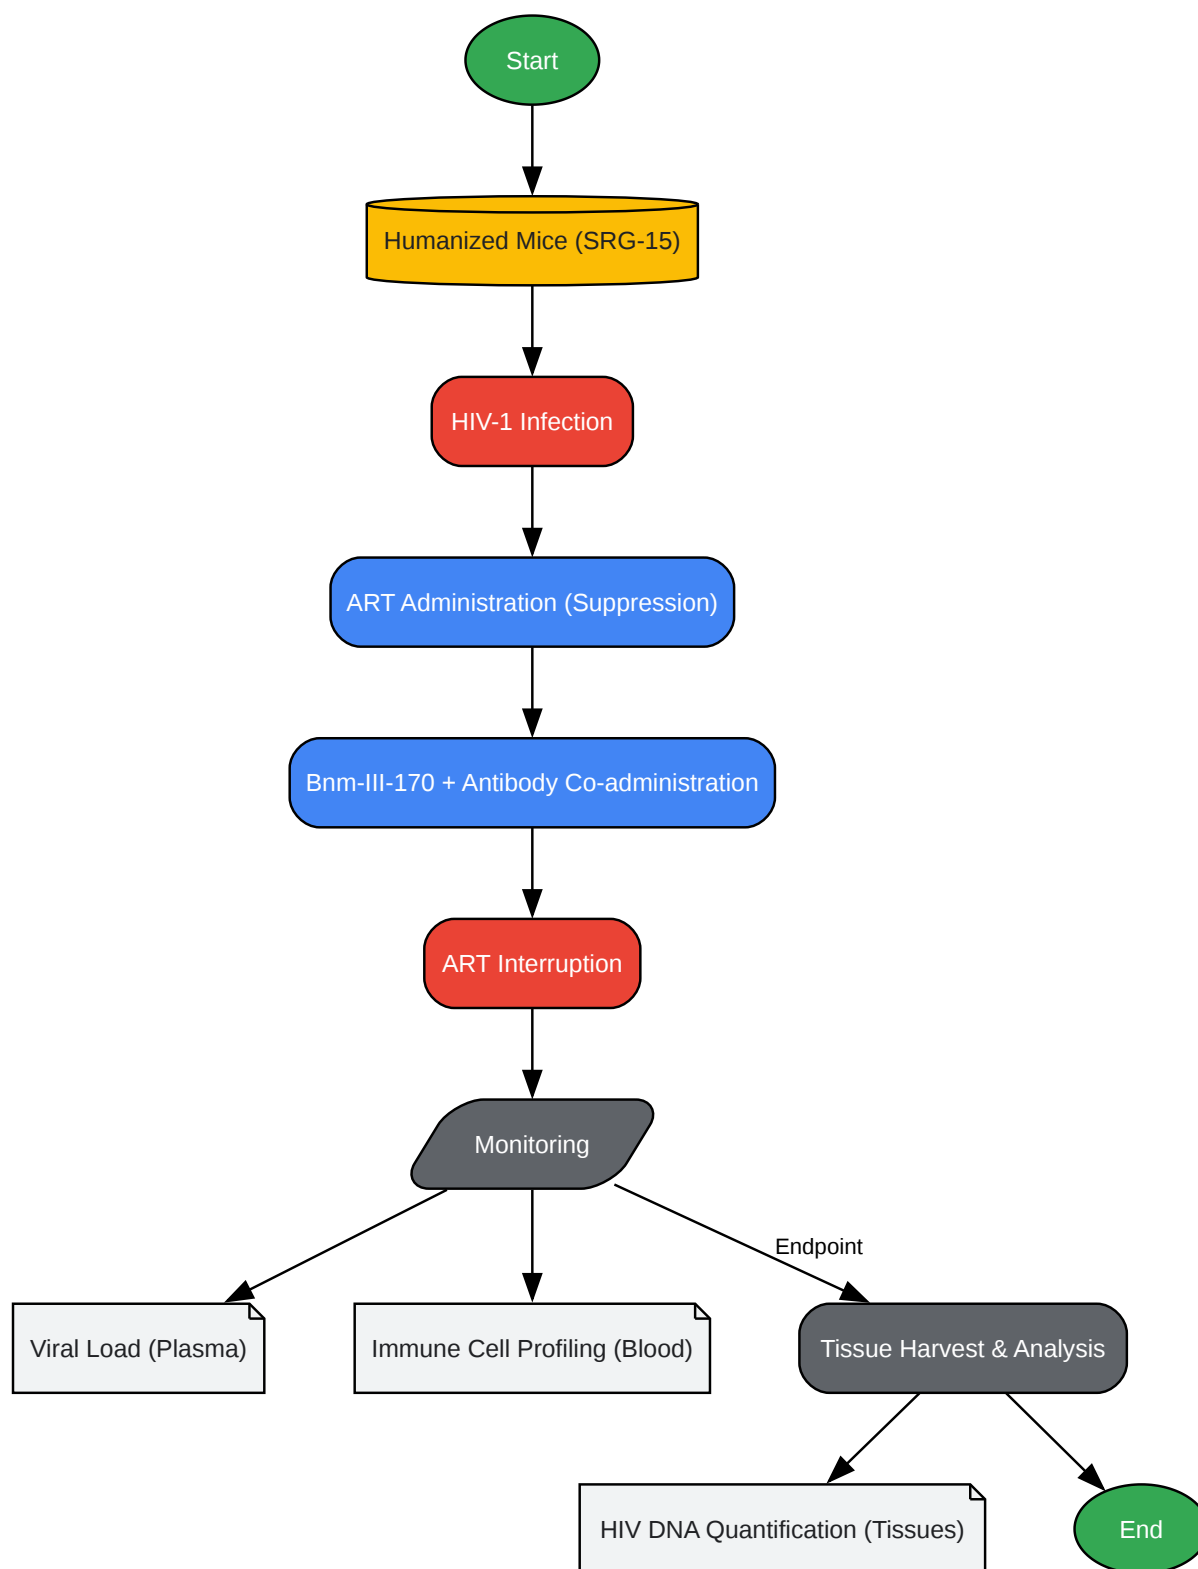 Start
Humanized Mice (SRG-15)
HIV-1 Infection
ART Administration (Suppression)
Bnm-III-170 + Antibody Co-administration
ART Interruption
Monitoring
Endpoint
Viral Load (Plasma)
Immune Cell Profiling (Blood)
Tissue Harvest & Analysis
HIV DNA Quantification (Tissues)
End